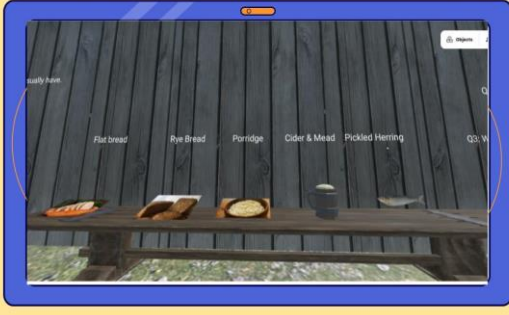 Objects
sually have
Q
Flat bread
Rye Bread
Porridge
Cider & Mead
Pickled Herring
Q3: W